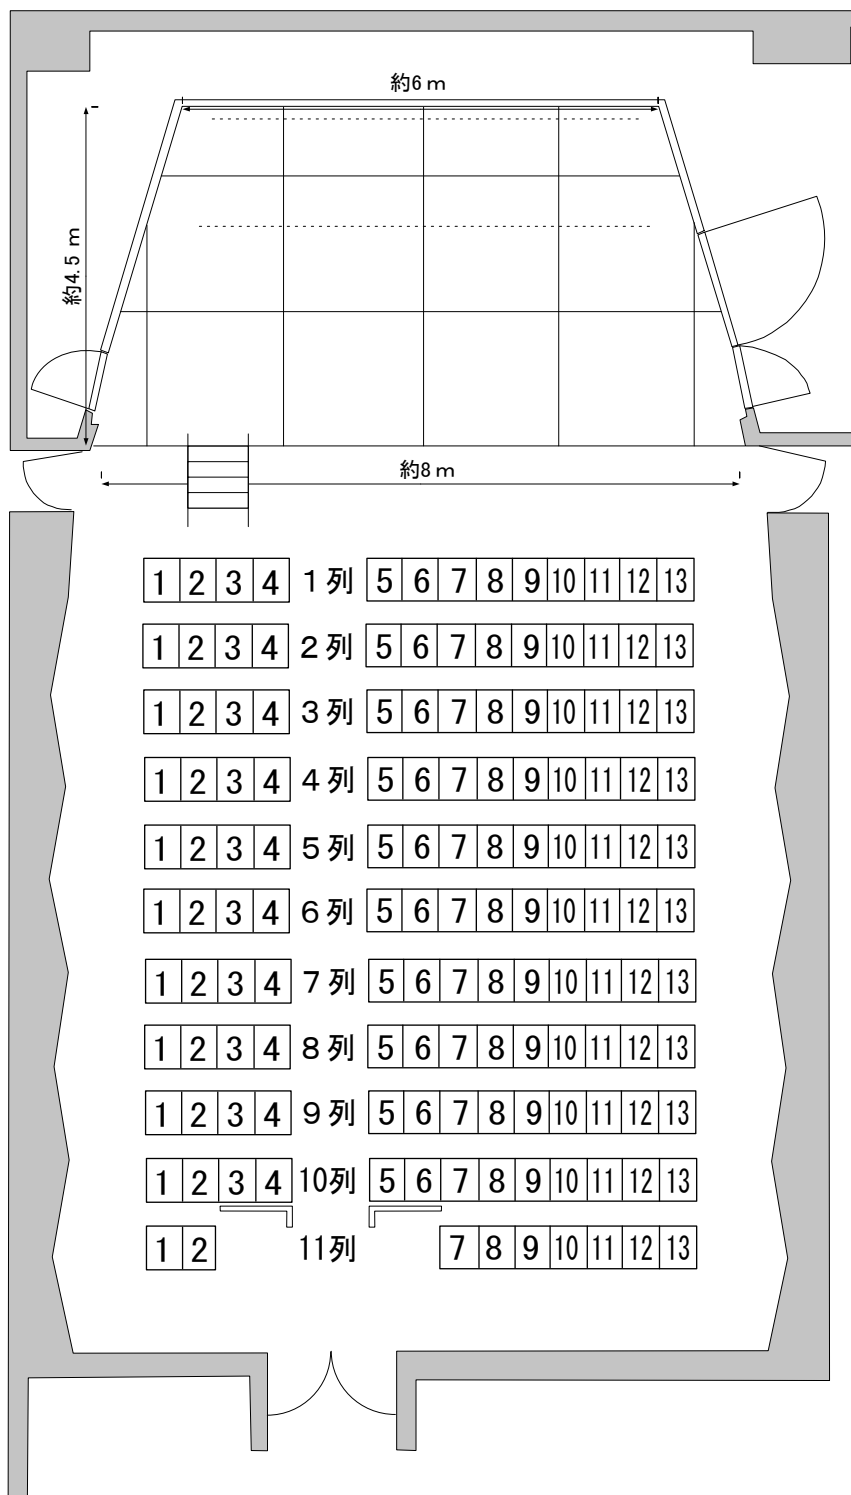 約6ｍ
約4.5 ｍ
約8ｍ
1 2 3 4 １列 5 6 7 8 9 10 11 12 13
1 2 3 4 ２列 5 6 7 8 9 10 11 12 13
1 2 3 4 ３列 5 6 7 8 9 10 11 12 13
1 2 3 4 ４列 5 6 7 8 9 10 11 12 13
1 2 3 4 ５列 5 6 7 8 9 10 11 12 13
1 2 3 4 ６列 5 6 7 8 9 10 11 12 13
1 2 3 4 ７列 5 6 7 8 9 10 11 12 13
1 2 3 4 ８列 5 6 7 8 9 10 11 12 13
1 2 3 4 ９列 5 6 7 8 9 10 11 12 13
1 2 3 4 10列 5 6 7 8 9 10 11 12 13
1 2 11列 7 8 9 10 11 12 13